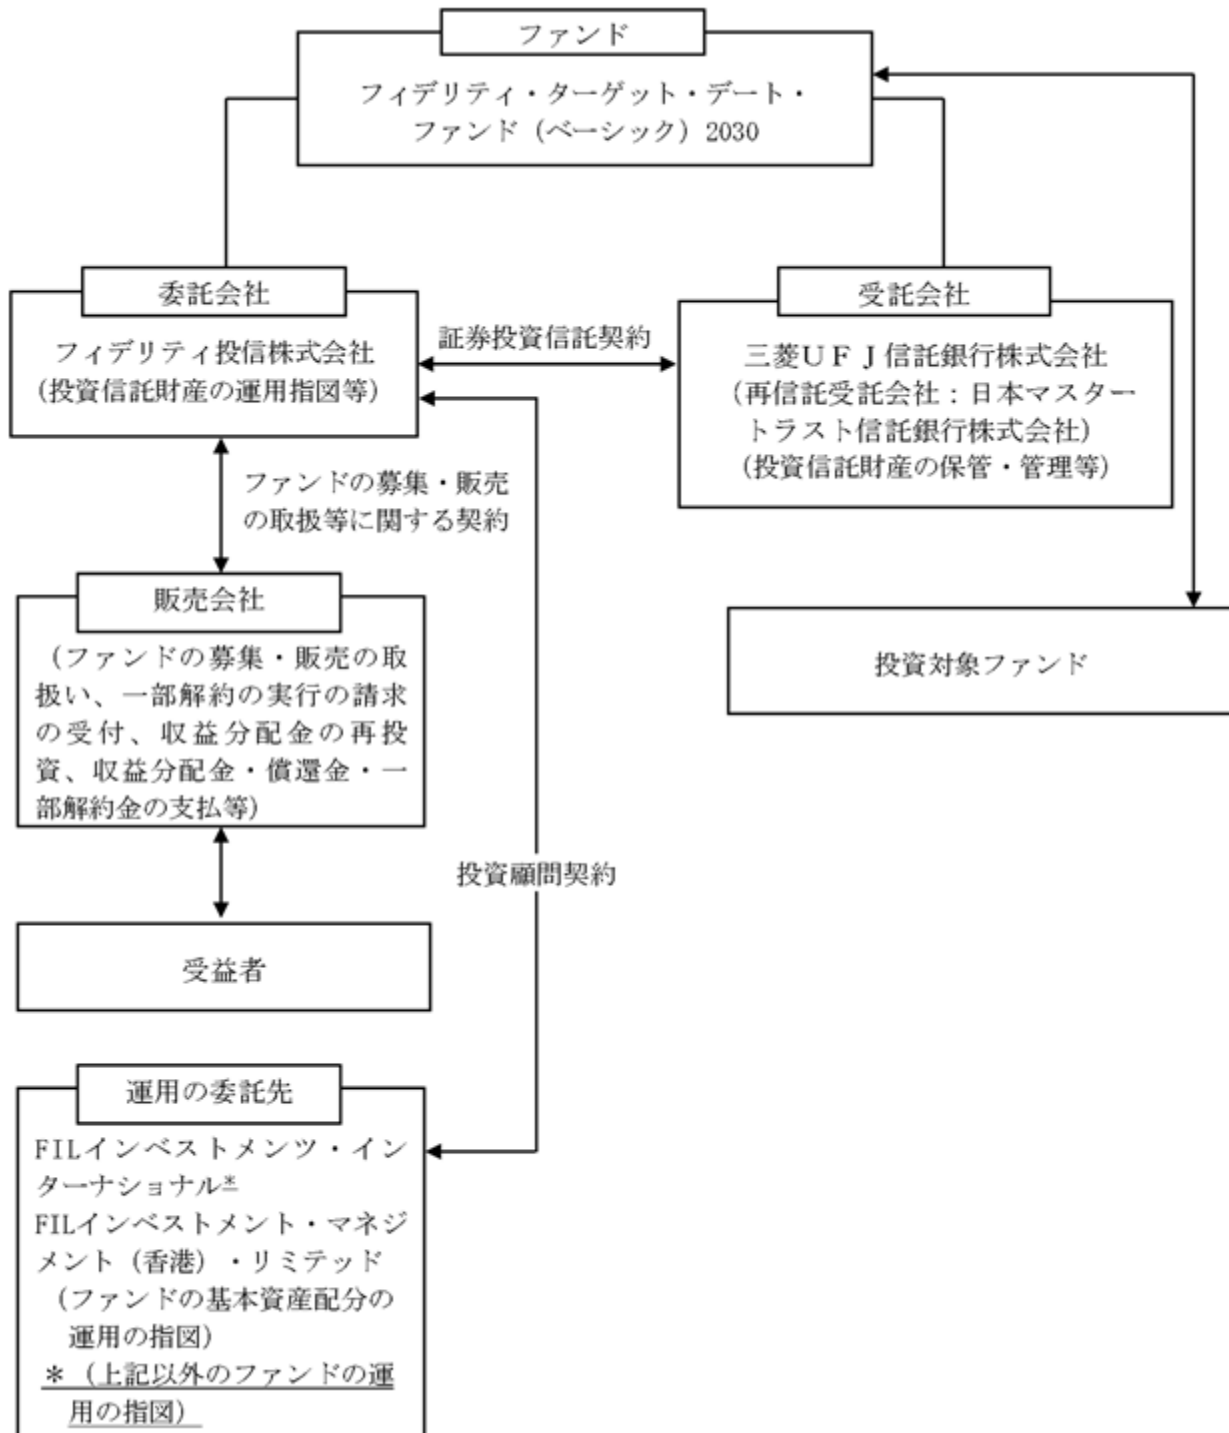 ファンド
フィデリティ・ターゲット・デート・
ファンド（ベーシック）2030
委託会社
フィデリティ投信株式会社
（投資信託財産の運用指図等）
証券投資信託契約
受託会社
三菱ＵＦＪ信託銀行株式会社
（再信託受託会社：日本マスター
トラスト信託銀行株式会社）
（投資信託財産の保管・管理等）
ファンドの募集・販売
の取扱等に関する契約
販売会社
（ファンドの募集・販売の取
扱い、一部解約の実行の請求
の受付、収益分配金の再投
資、収益分配金・償還金・一
部解約金の支払等）
投資対象ファンド
投資顧問契約
受益者
運用の委託先
FILインベストメンツ・イン
ターナショナル*
FILインベストメント・マネジ
メント（香港）・リミテッド
（ファンドの基本資産配分の
運用の指図）
＊（上記以外のファンドの運
用の指図）